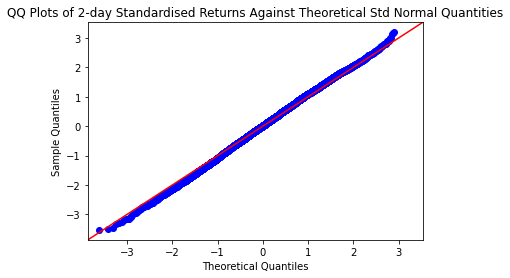 QQ Plots of 2-day Standardised Returns Against Theoretical Std Normal Quantities
3
2
1
0
−1
−2
−3
Sample Quantiles
−3 −2 −1 0 1 2 3
Theoretical Quantiles